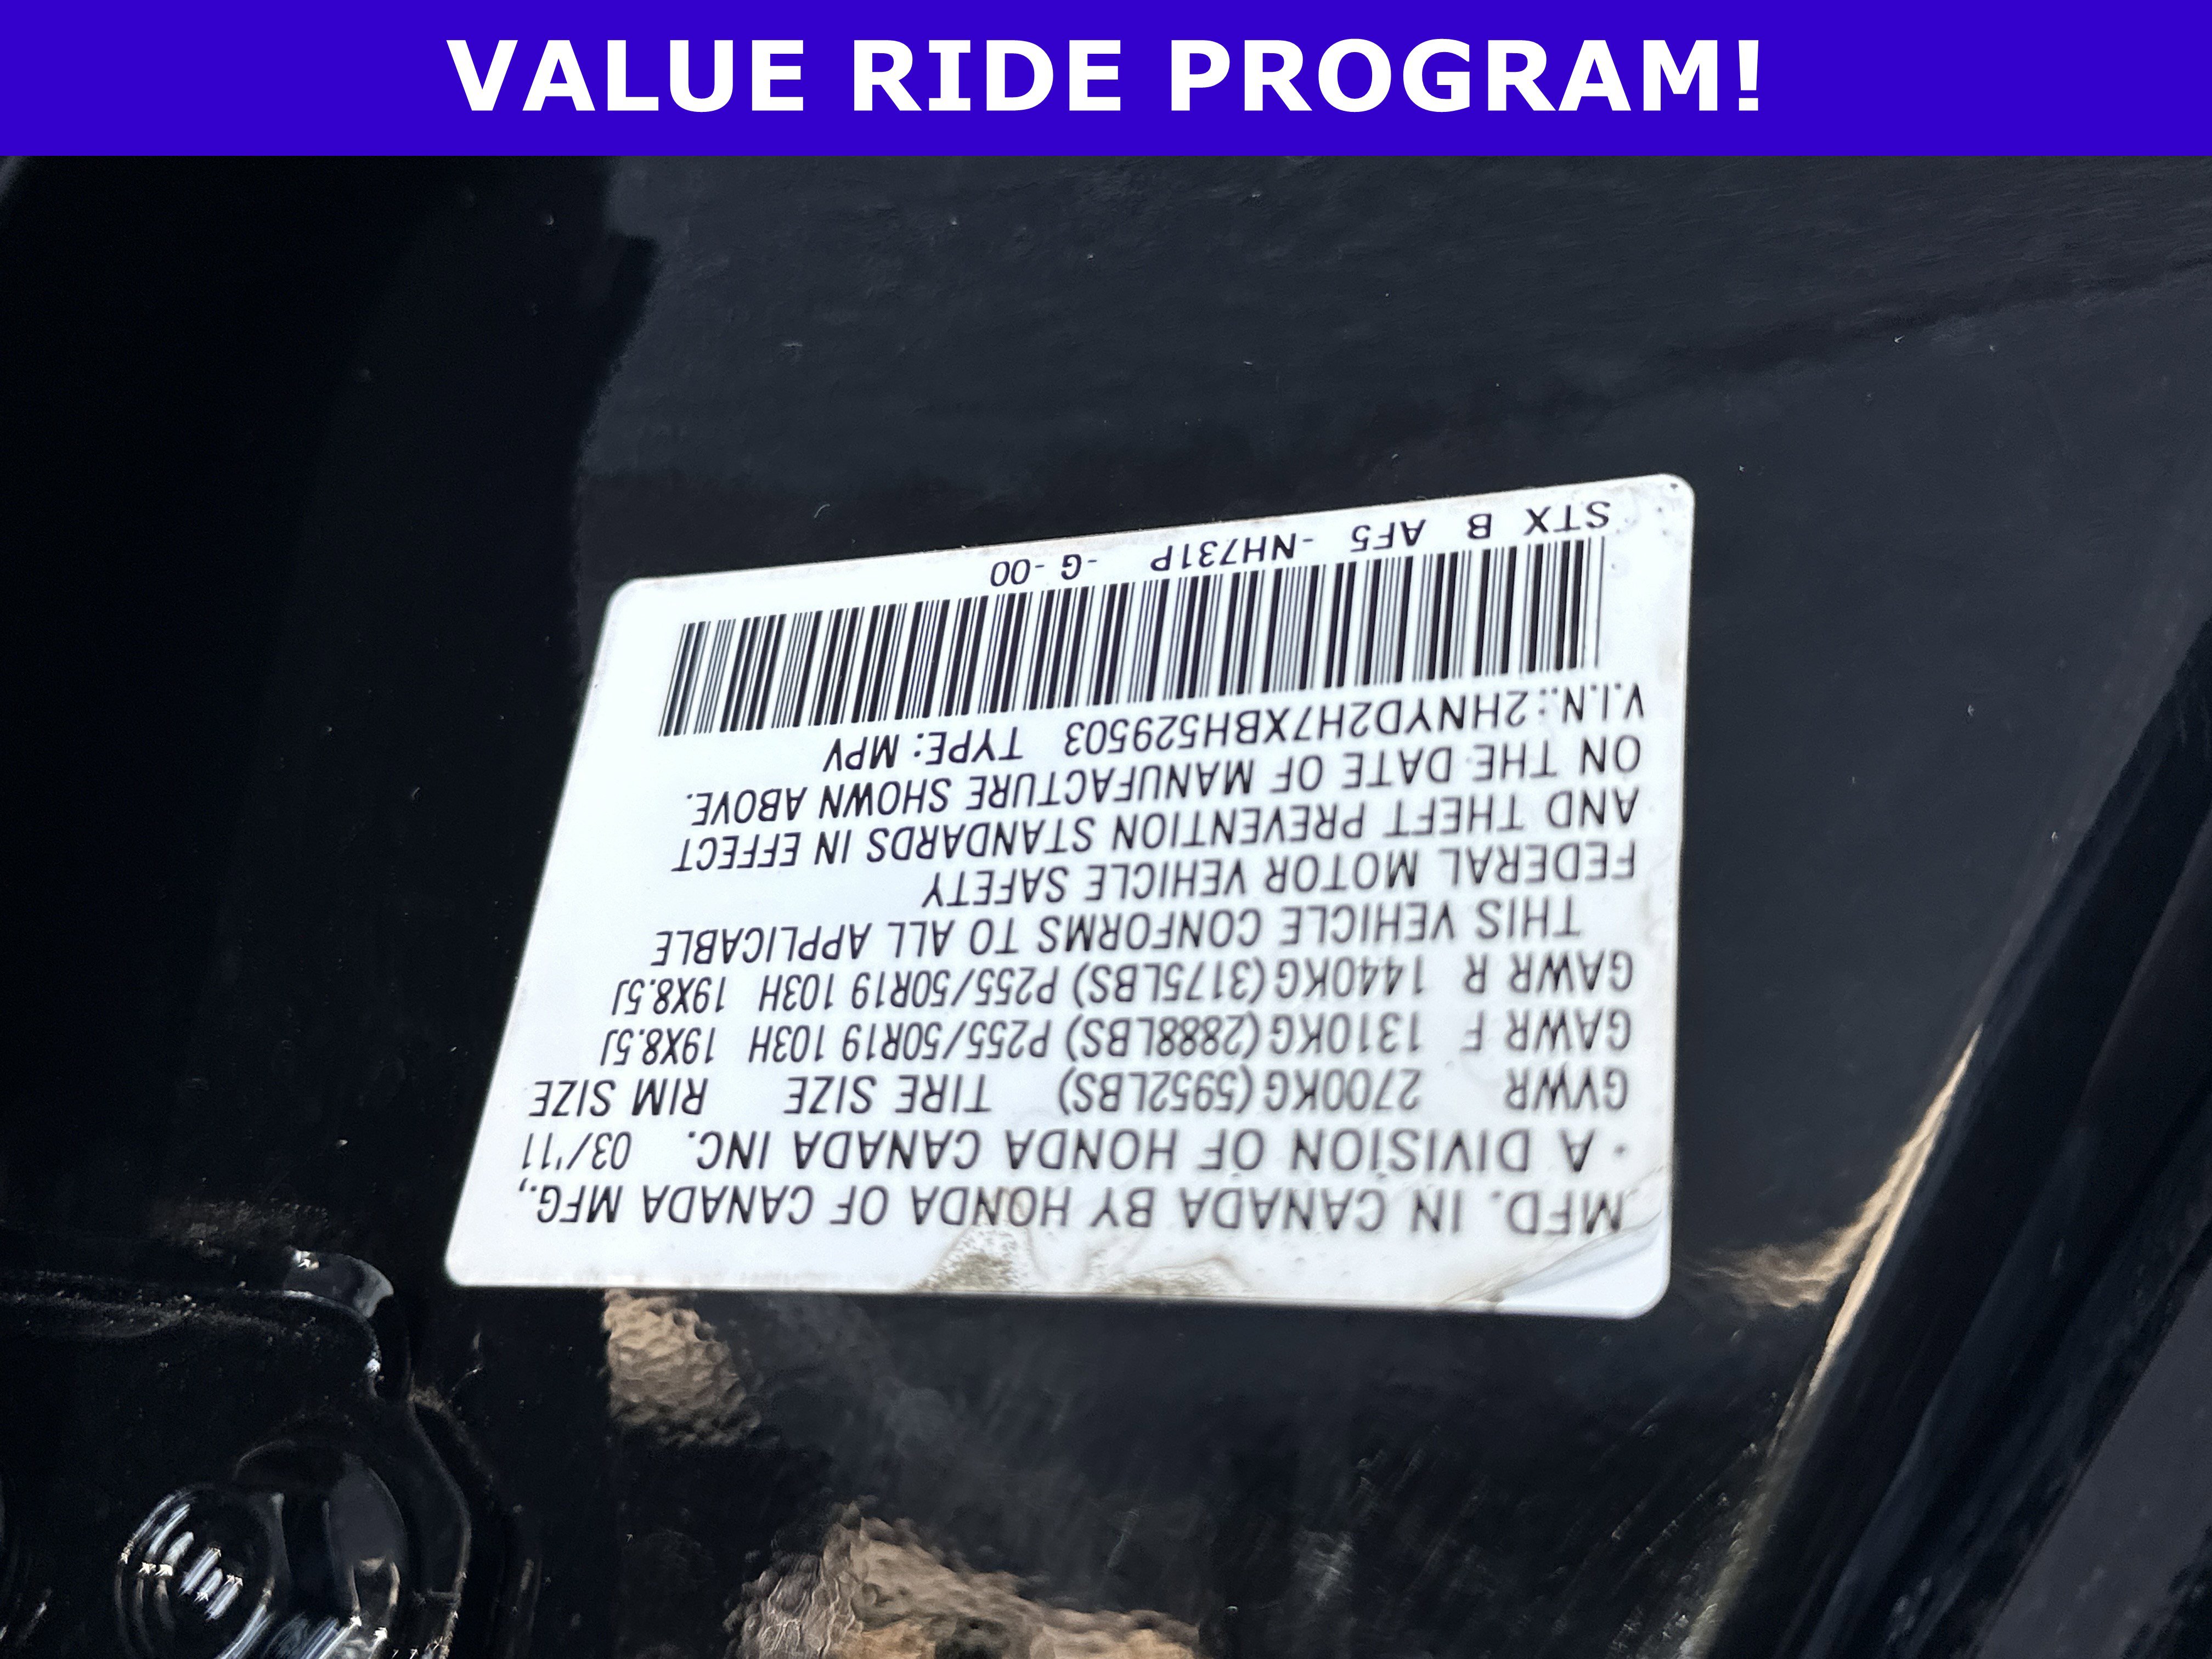 VALUE RIDE PROGRAM!
MFD. IN CANADA BY HONDA OF CANADA MFG.,
· A DIVISION OF HONDA CANADA INC. 03/'11
GVWR 2700KG(5952LBS) TIRE SIZE RIM SIZE
GAWR F 1310KG(2888LBS) P255/50R19 103H 19X8.5J
GAWR R 1440KG(3175LBS) P255/50R19 103H 19X8.5J
THIS VEHICLE CONFORMS TO ALL APPLICABLE
FEDERAL MOTOR VEHICLE SAFETY
AND THEFT PREVENTION STANDARDS IN EFFECT
ON THE DATE OF MANUFACTURE SHOWN ABOVE.
V.I.N.:2HNYD2H7XBH529503 TYPE: MPV
STX B AF5 -NH731P -G -00